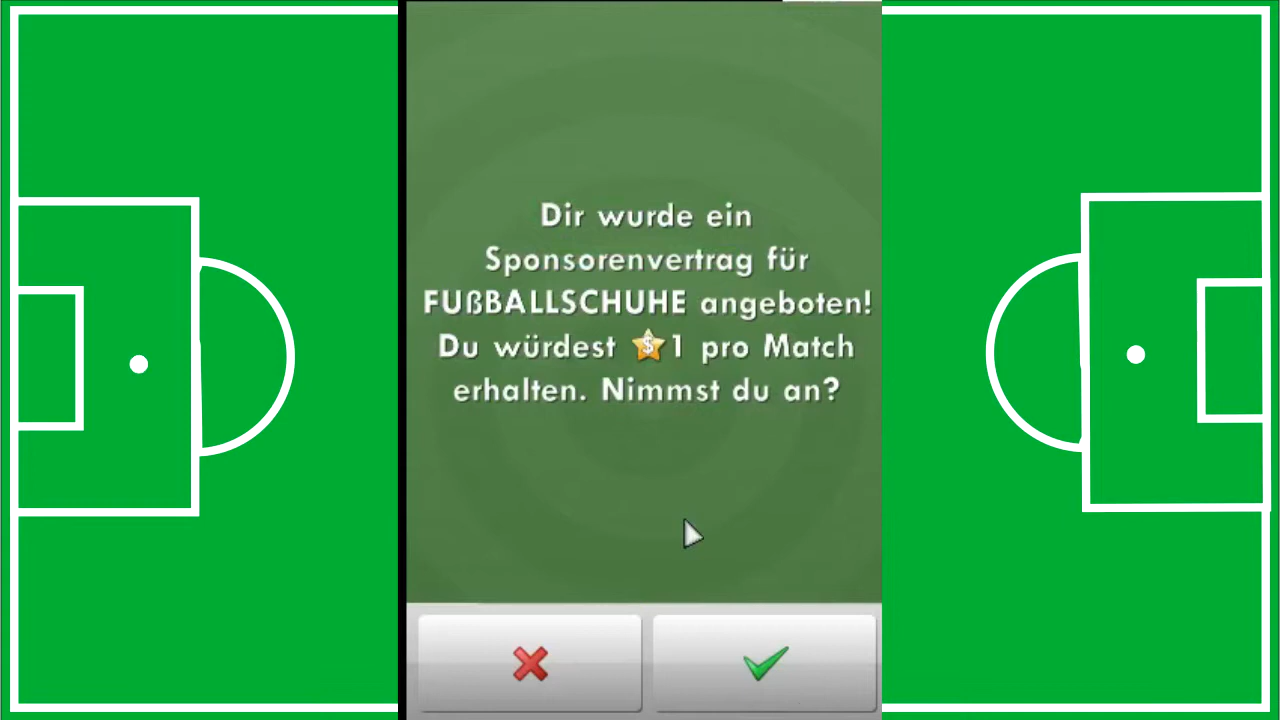 Dir wurde ein
Sponsorenvertrag für
FUßBALLSCHUHE angeboten!
Du würdest $1 pro Match
erhalten. Nimmst du an?